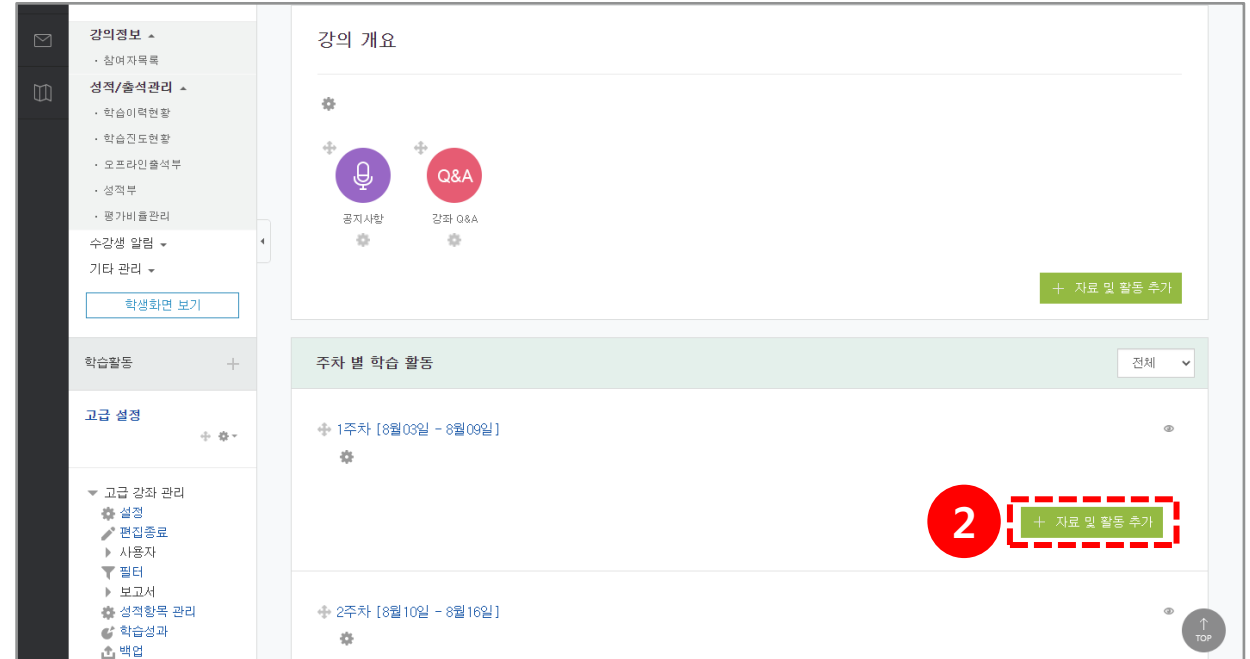 강의정보
· 참여자목록
성적/출석관리
· 학습이력현황
· 학습진도현황
· 오프라인출석부
· 성적부
· 평가비율관리
수강생 알림
기타 관리
학생화면 보기
학습활동
고급 설정
고급 강좌 관리
설정
편집종료
사용자
필터
보고서
성적항목 관리
학습성과
백업
강의 개요
Q&A
공지사항
강좌 Q&A
+ 자료 및 활동 추가
주차 별 학습 활동
전체
1주차 [8월03일 - 8월09일]
2
+ 자료 및 활동 추가
2주차 [8월10일 - 8월16일]
TOP